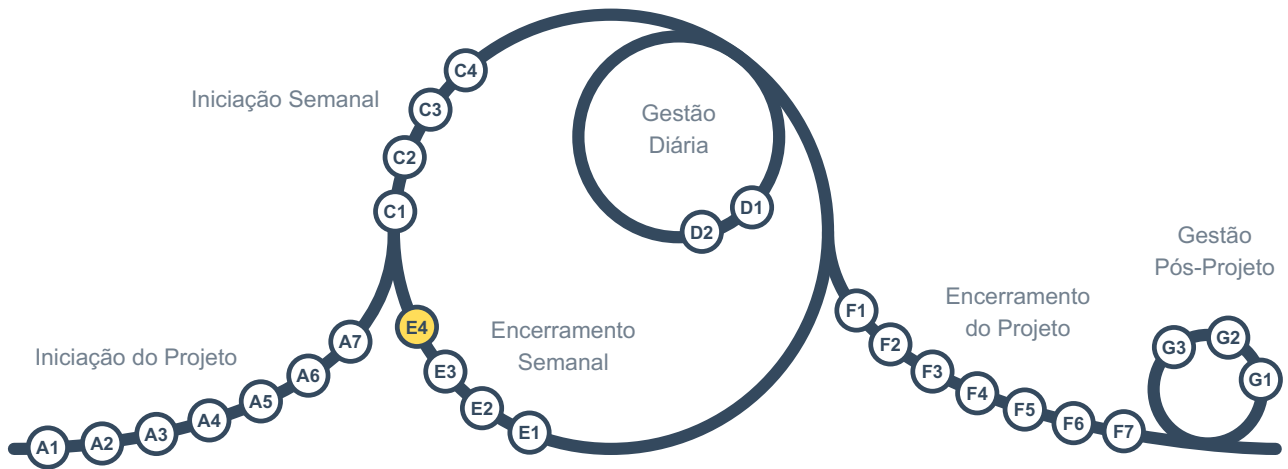 Iniciação do Projeto
A1
A2
A3
A4
A5
A6
A7
Iniciação Semanal
C1
C2
C3
C4
Gestão
Diária
D1
D2
Encerramento
Semanal
E1
E2
E3
E4
Encerramento
do Projeto
F1
F2
F3
F4
F5
F6
F7
Gestão
Pós-Projeto
G1
G2
G3